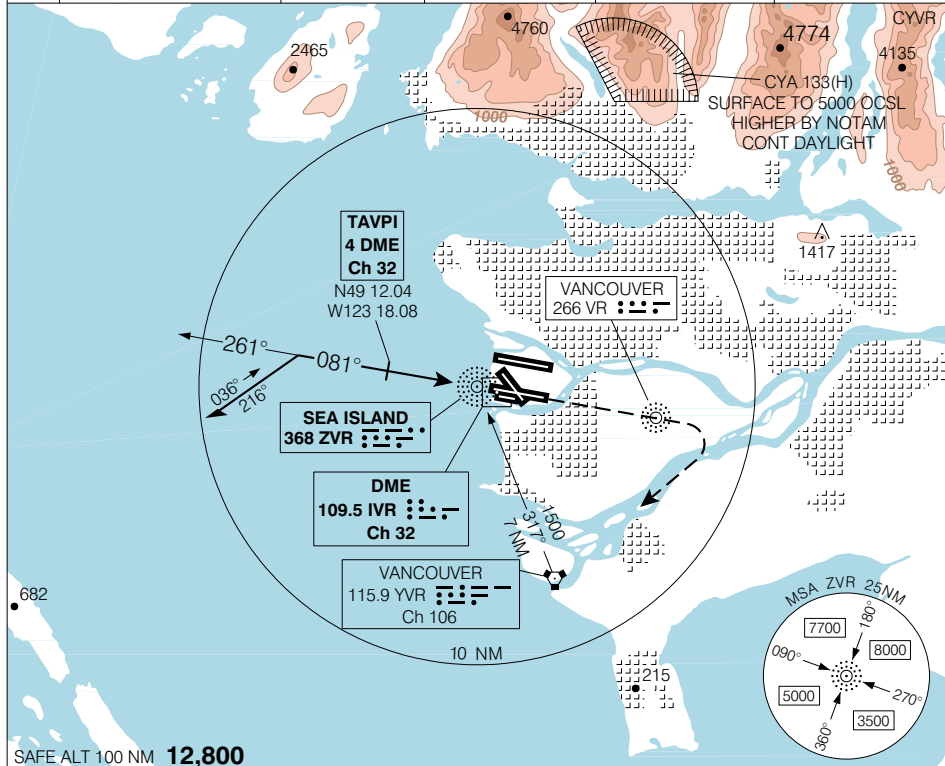 CYVR
4760
4774
4135
2465
CYA 133(H)
SURFACE TO 5000 OCSL
HIGHER BY NOTAM
CONT DAYLIGHT
1000
1000
TAVPI
4 DME
Ch 32
N49 12.04
W123 18.08
1417
VANCOUVER
266 VR
261°
081°
036°
216°
SEA ISLAND
368 ZVR
DME
109.5 IVR
Ch 32
1500
317°
7 NM
VANCOUVER
115.9 YVR
Ch 106
682
10 NM
215
MSA ZVR 25NM
7700
180°
8000
090°
5000
270°
3500
360°
SAFE ALT 100 NM 12,800